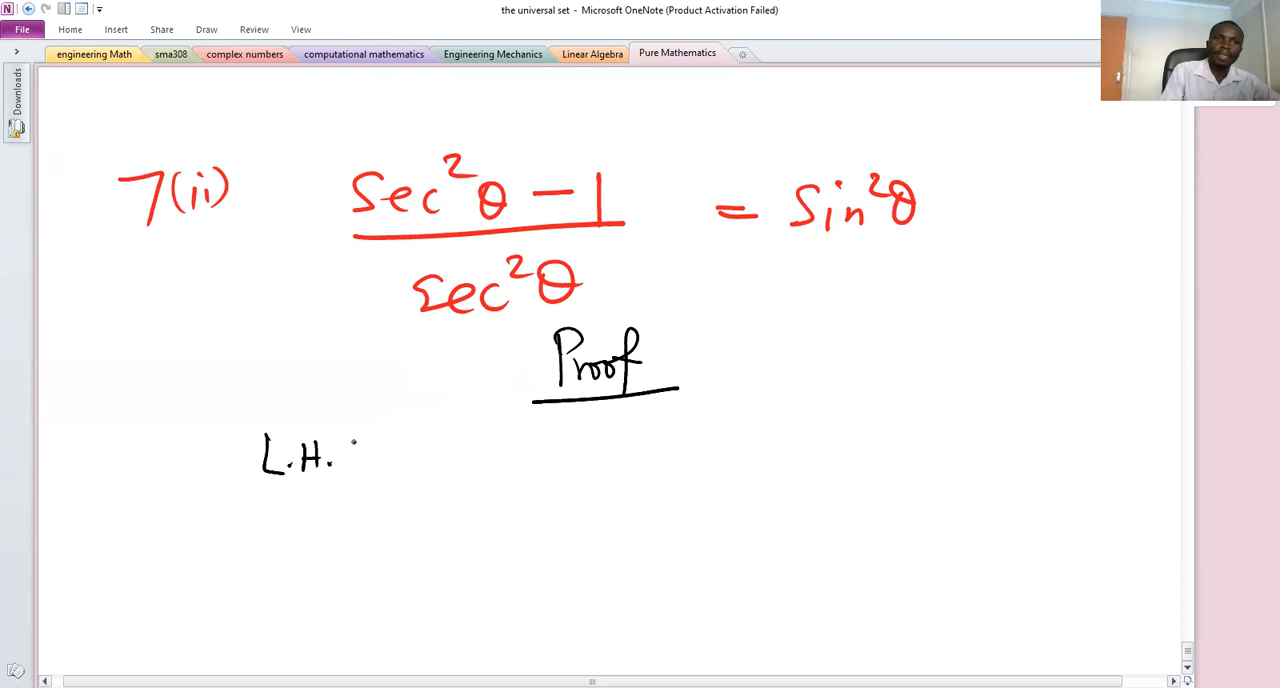 the universal set - Microsoft OneNote (Product Activation Failed)
File Home Insert Share Draw Review View
engineering Math sma308 complex numbers computational mathematics Engineering Mechanics Linear Algebra Pure Mathematics
Downloads
7(ii) Sec²θ − 1 = Sin²θ
sec²θ
Proof
L.H.